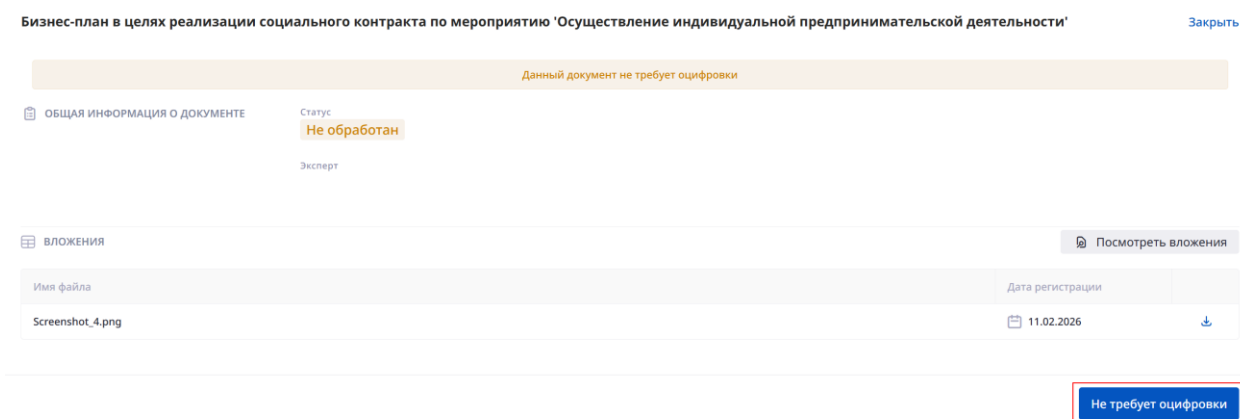 Бизнес-план в целях реализации социального контракта по мероприятию 'Осуществление индивидуальной предпринимательской деятельности'
Закрыть
Данный документ не требует оцифровки
ОБЩАЯ ИНФОРМАЦИЯ О ДОКУМЕНТЕ
Статус
Не обработан
Эксперт
ВЛОЖЕНИЯ
Посмотреть вложения
Имя файла
Дата регистрации
Screenshot_4.png
11.02.2026
Не требует оцифровки